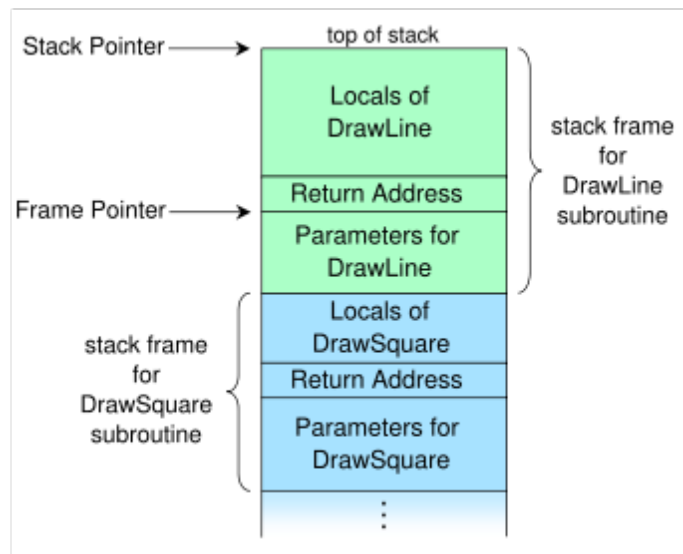 top of stack
Stack Pointer
Locals of
DrawLine
stack frame
for
DrawLine
subroutine
Return Address
Frame Pointer
Parameters for
DrawLine
Locals of
DrawSquare
stack frame
for
DrawSquare
subroutine
Return Address
Parameters for
DrawSquare
⋮